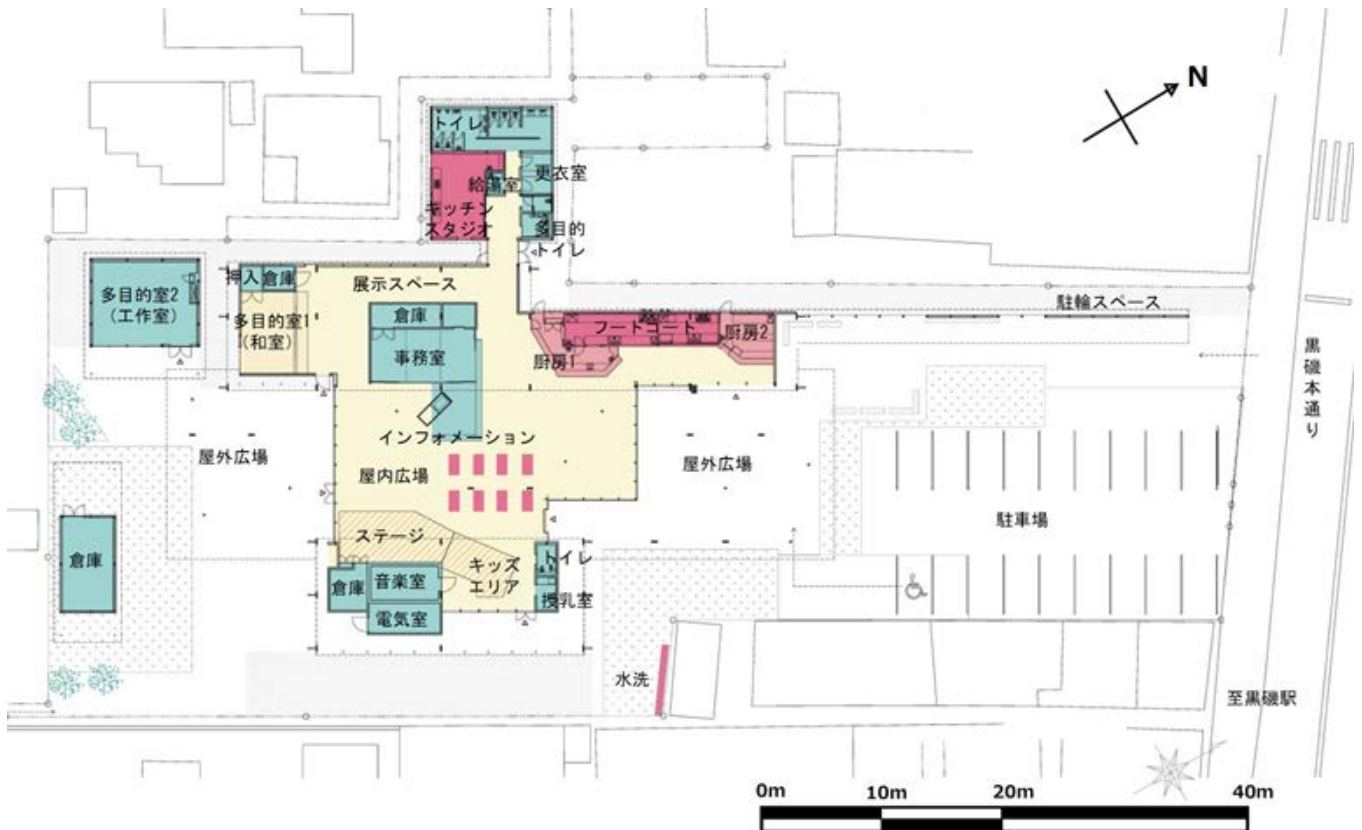 N
トイレ
給湯室
更衣室
キッチン
スタジオ
多目的
トイレ
押入
倉庫
展示スペース
多目的室2
(工作室)
多目的室1
(和室)
倉庫
事務室
フートコート
厨房1
厨房2
駐輪スペース
黒磯本通り
インフォメーション
屋外広場
屋内広場
屋外広場
駐車場
ステージ
キッズ
エリア
トイレ
倉庫
倉庫
音楽室
授乳室
電気室
水洗
至黒磯駅
0m
10m
20m
40m